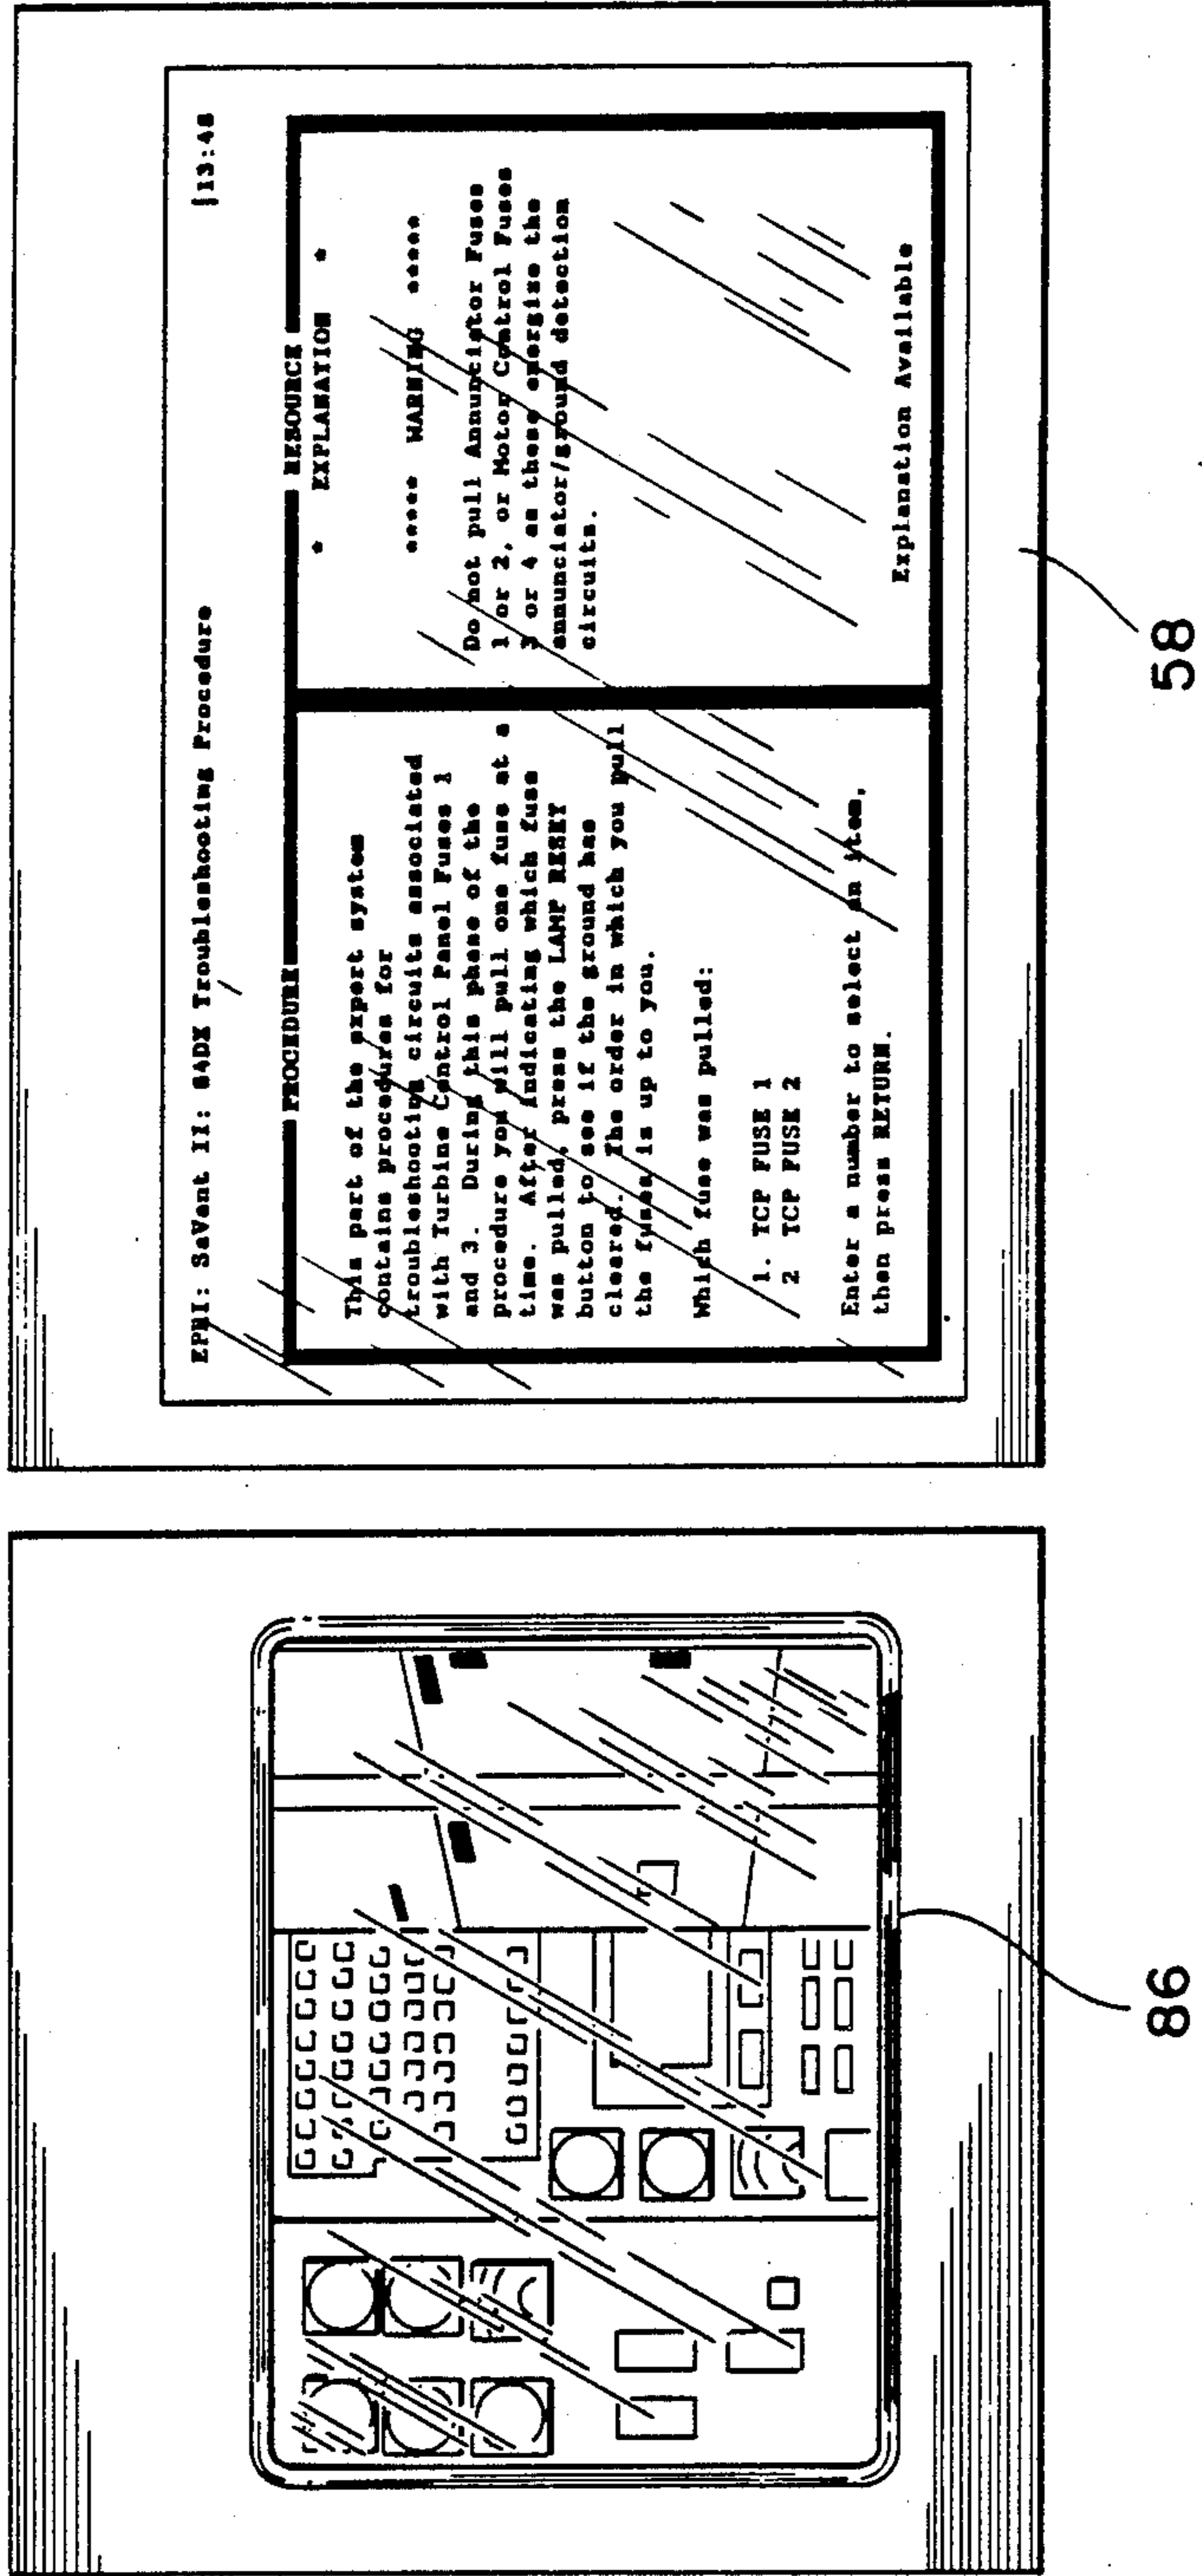 EPRI: SaVant II: 64DX Troubleshooting Procedure
13:48
PROCEDURE
This part of the expert system
contains procedures for
troubleshooting circuits associated
with Turbine Control Panel Fuses 1
and 3. During this phase of the
procedure you will pull one fuse at a
time. After indicating which fuse
was pulled, press the LAMP RESET
button to see if the ground has
cleared. The order in which you pull
the fuses is up to you.
Which fuse was pulled:
1. TCP FUSE 1
2 TCP FUSE 2
Enter a number to select an item,
then press RETURN.
RESOURCE
* EXPLANATION *
***** WARNING *****
Do not pull Annunciator Fuses
1 or 2, or Motor Control Fuses
3 or 4 as these energize the
annunciator/ground detection
circuits.
Explanation Available
86
58